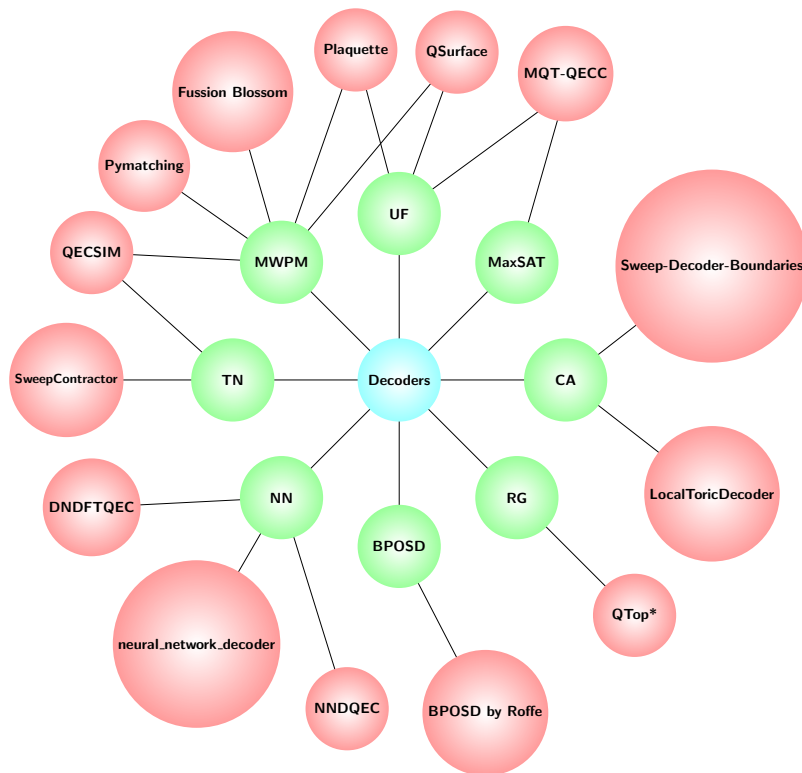 Plaquette
QSurface
MQT-QECC
Fussion Blossom
Pymatching
UF
QECSIM
MWPM
MaxSAT
Sweep-Decoder-Boundaries
SweepContractor
TN
Decoders
CA
DNDFTQEC
NN
RG
LocalToricDecoder
BPOSD
QTop*
neural_network_decoder
NNDQEC
BPOSD by Roffe